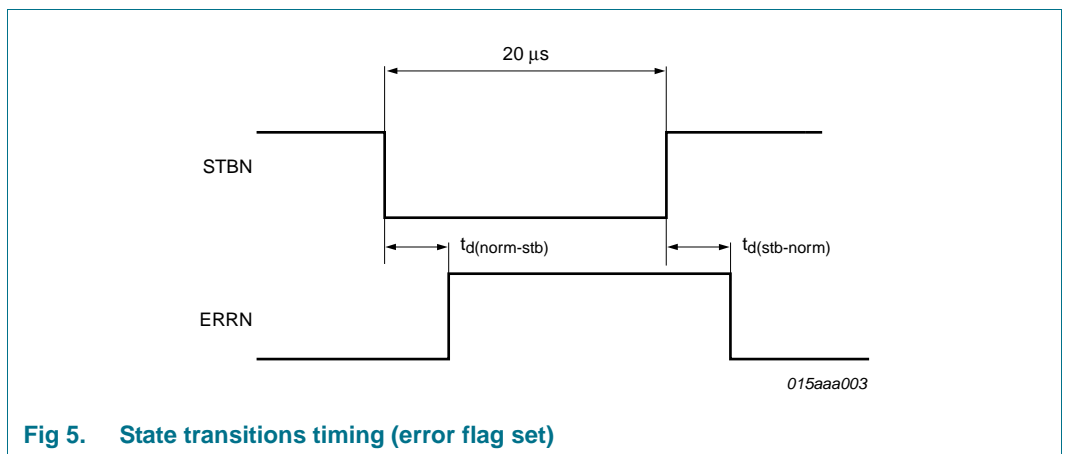 20 μs
STBN
td(norm-stb)
td(stb-norm)
ERRN
015aaa003
Fig 5. State transitions timing (error flag set)